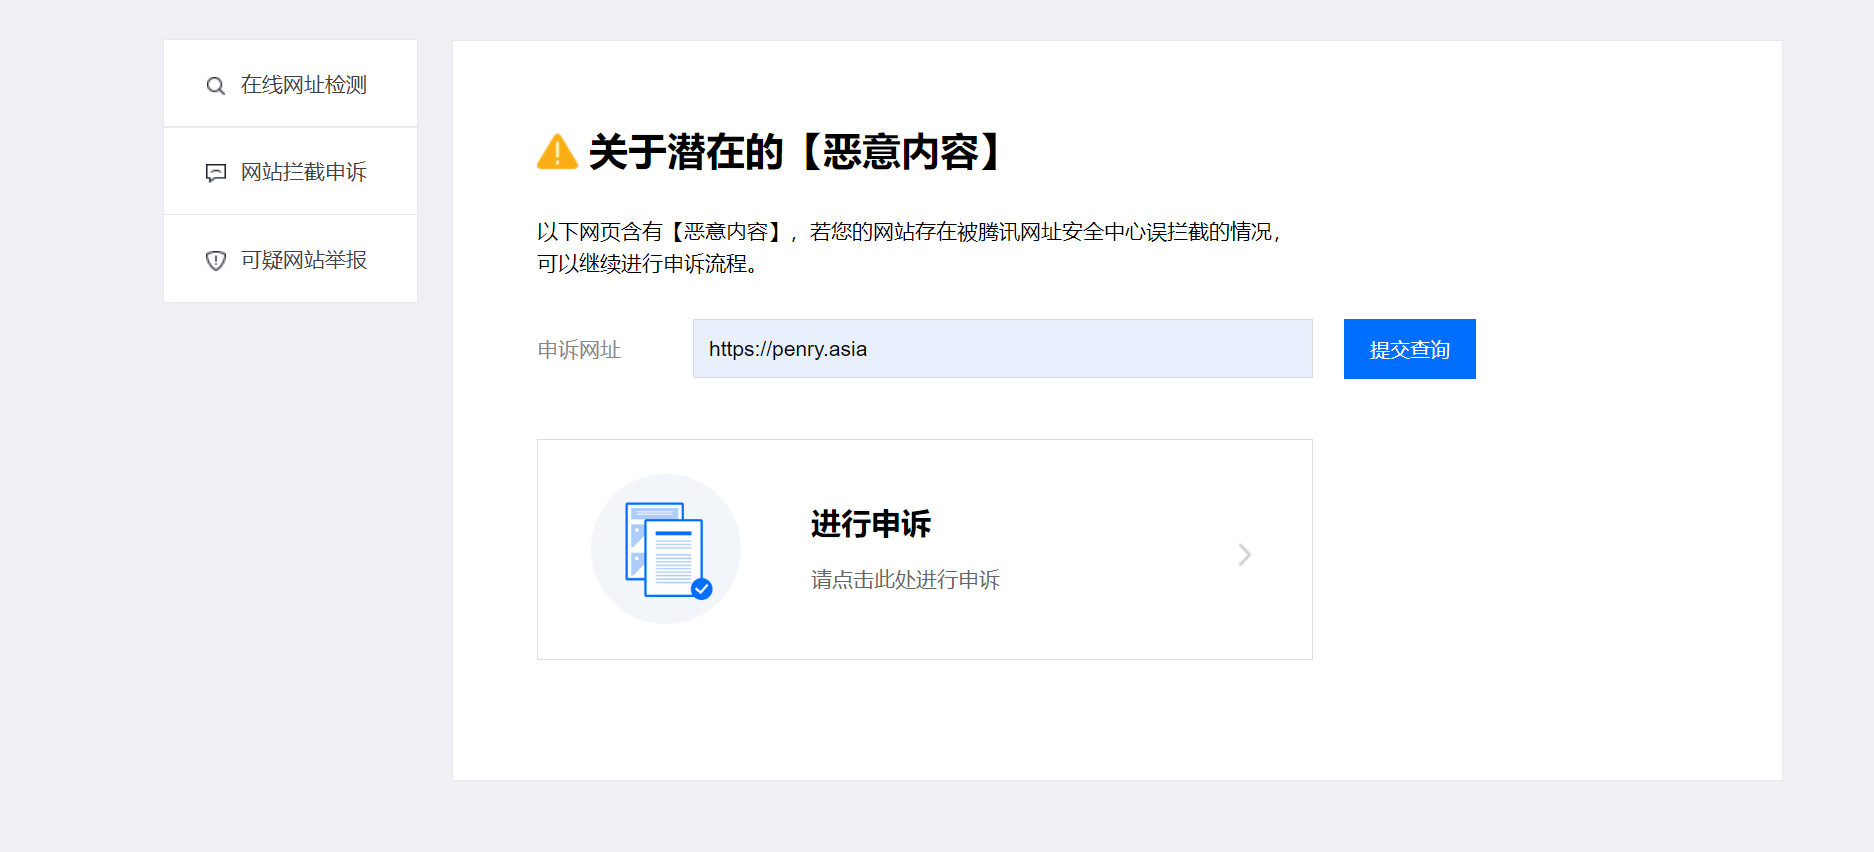 在线网址检测
网站拦截申诉
可疑网站举报
关于潜在的【恶意内容】
以下网页含有【恶意内容】，若您的网站存在被腾讯网址安全中心误拦截的情况，
可以继续进行申诉流程。
申诉网址
https://penry.asia
提交查询
进行申诉
请点击此处进行申诉